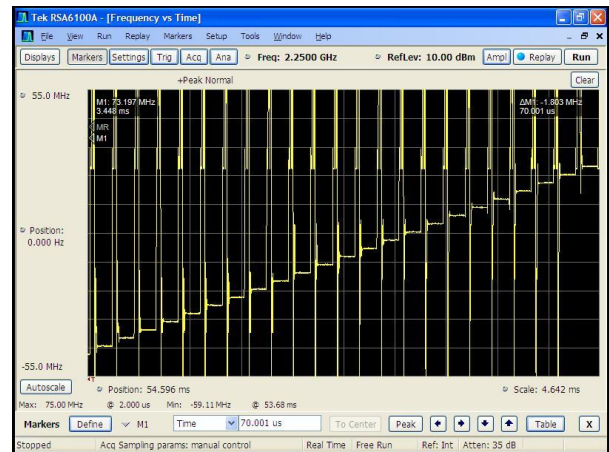 Tek RSA6100A - [Frequency vs Time]
File View Run Replay Markers Setup Tools Window Help
Displays Markers Settings Trig Acq Ana Freq: 2.2500 GHz RefLev: 10.00 dBm Ampl Replay Run
+Peak Normal Clear
55.0 MHz
M1: 73.197 MHz
3.448 ms
ΔM1: -1.803 MHz
70.001 us
MR
M1
Position:
0.000 Hz
-55.0 MHz
T
Autoscale Position: 54.596 ms Scale: 4.642 ms
Max: 75.00 MHz @ 2.000 us Min: -59.11 MHz @ 53.68 ms
Markers Define M1 Time 70.001 us To Center Peak Table X
Stopped Acq Sampling params: manual control Real Time Free Run Ref: Int Atten: 35 dB